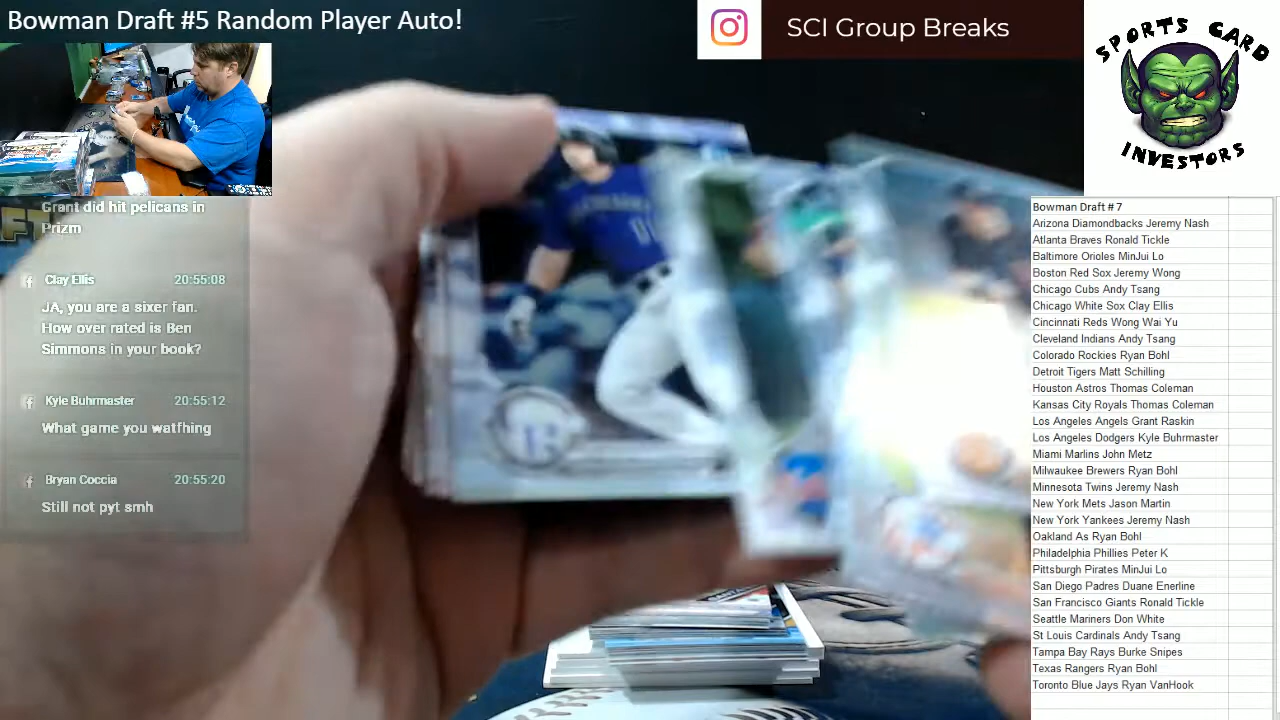 Bowman Draft #5 Random Player Auto!
SCI Group Breaks
SPORTS CARD
INVESTORS
Grant did hit pelicans in
Prizm
Clay Ellis 20:55:08
JA, you are a sixer fan.
How over rated is Ben
Simmons in your book?
Kyle Buhrmaster 20:55:12
What game you watfhing
Bryan Coccia 20:55:20
Still not pyt smh
Bowman Draft # 7
Arizona Diamondbacks Jeremy Nash
Atlanta Braves Ronald Tickle
Baltimore Orioles MinJui Lo
Boston Red Sox Jeremy Wong
Chicago Cubs Andy Tsang
Chicago White Sox Clay Ellis
Cincinnati Reds Wong Wai Yu
Cleveland Indians Andy Tsang
Colorado Rockies Ryan Bohl
Detroit Tigers Matt Schilling
Houston Astros Thomas Coleman
Kansas City Royals Thomas Coleman
Los Angeles Angels Grant Raskin
Los Angeles Dodgers Kyle Buhrmaster
Miami Marlins John Metz
Milwaukee Brewers Ryan Bohl
Minnesota Twins Jeremy Nash
New York Mets Jason Martin
New York Yankees Jeremy Nash
Oakland As Ryan Bohl
Philadelphia Phillies Peter K
Pittsburgh Pirates MinJui Lo
San Diego Padres Duane Enerline
San Francisco Giants Ronald Tickle
Seattle Mariners Don White
St Louis Cardinals Andy Tsang
Tampa Bay Rays Burke Snipes
Texas Rangers Ryan Bohl
Toronto Blue Jays Ryan VanHook